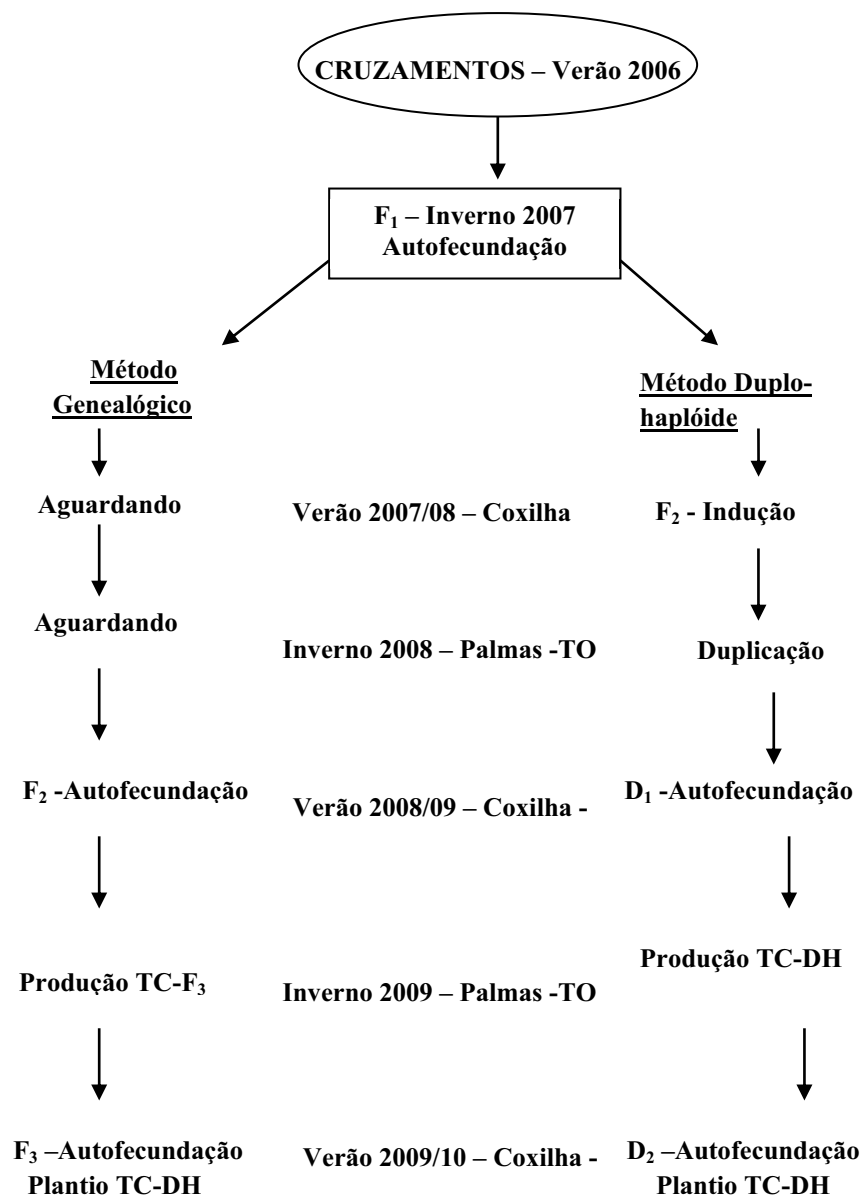 CRUZAMENTOS – Verão 2006
F₁ – Inverno 2007
Autofecundação
Método
Genealógico
Método Duplo-
haplóide
Aguardando
Verão 2007/08 – Coxilha
F₂ - Indução
Aguardando
Inverno 2008 – Palmas -TO
Duplicação
F₂ -Autofecundação
Verão 2008/09 – Coxilha -
D₁ -Autofecundação
Produção TC-F₃
Inverno 2009 – Palmas -TO
Produção TC-DH
F₃ –Autofecundação
Plantio TC-DH
Verão 2009/10 – Coxilha -
D₂ –Autofecundação
Plantio TC-DH